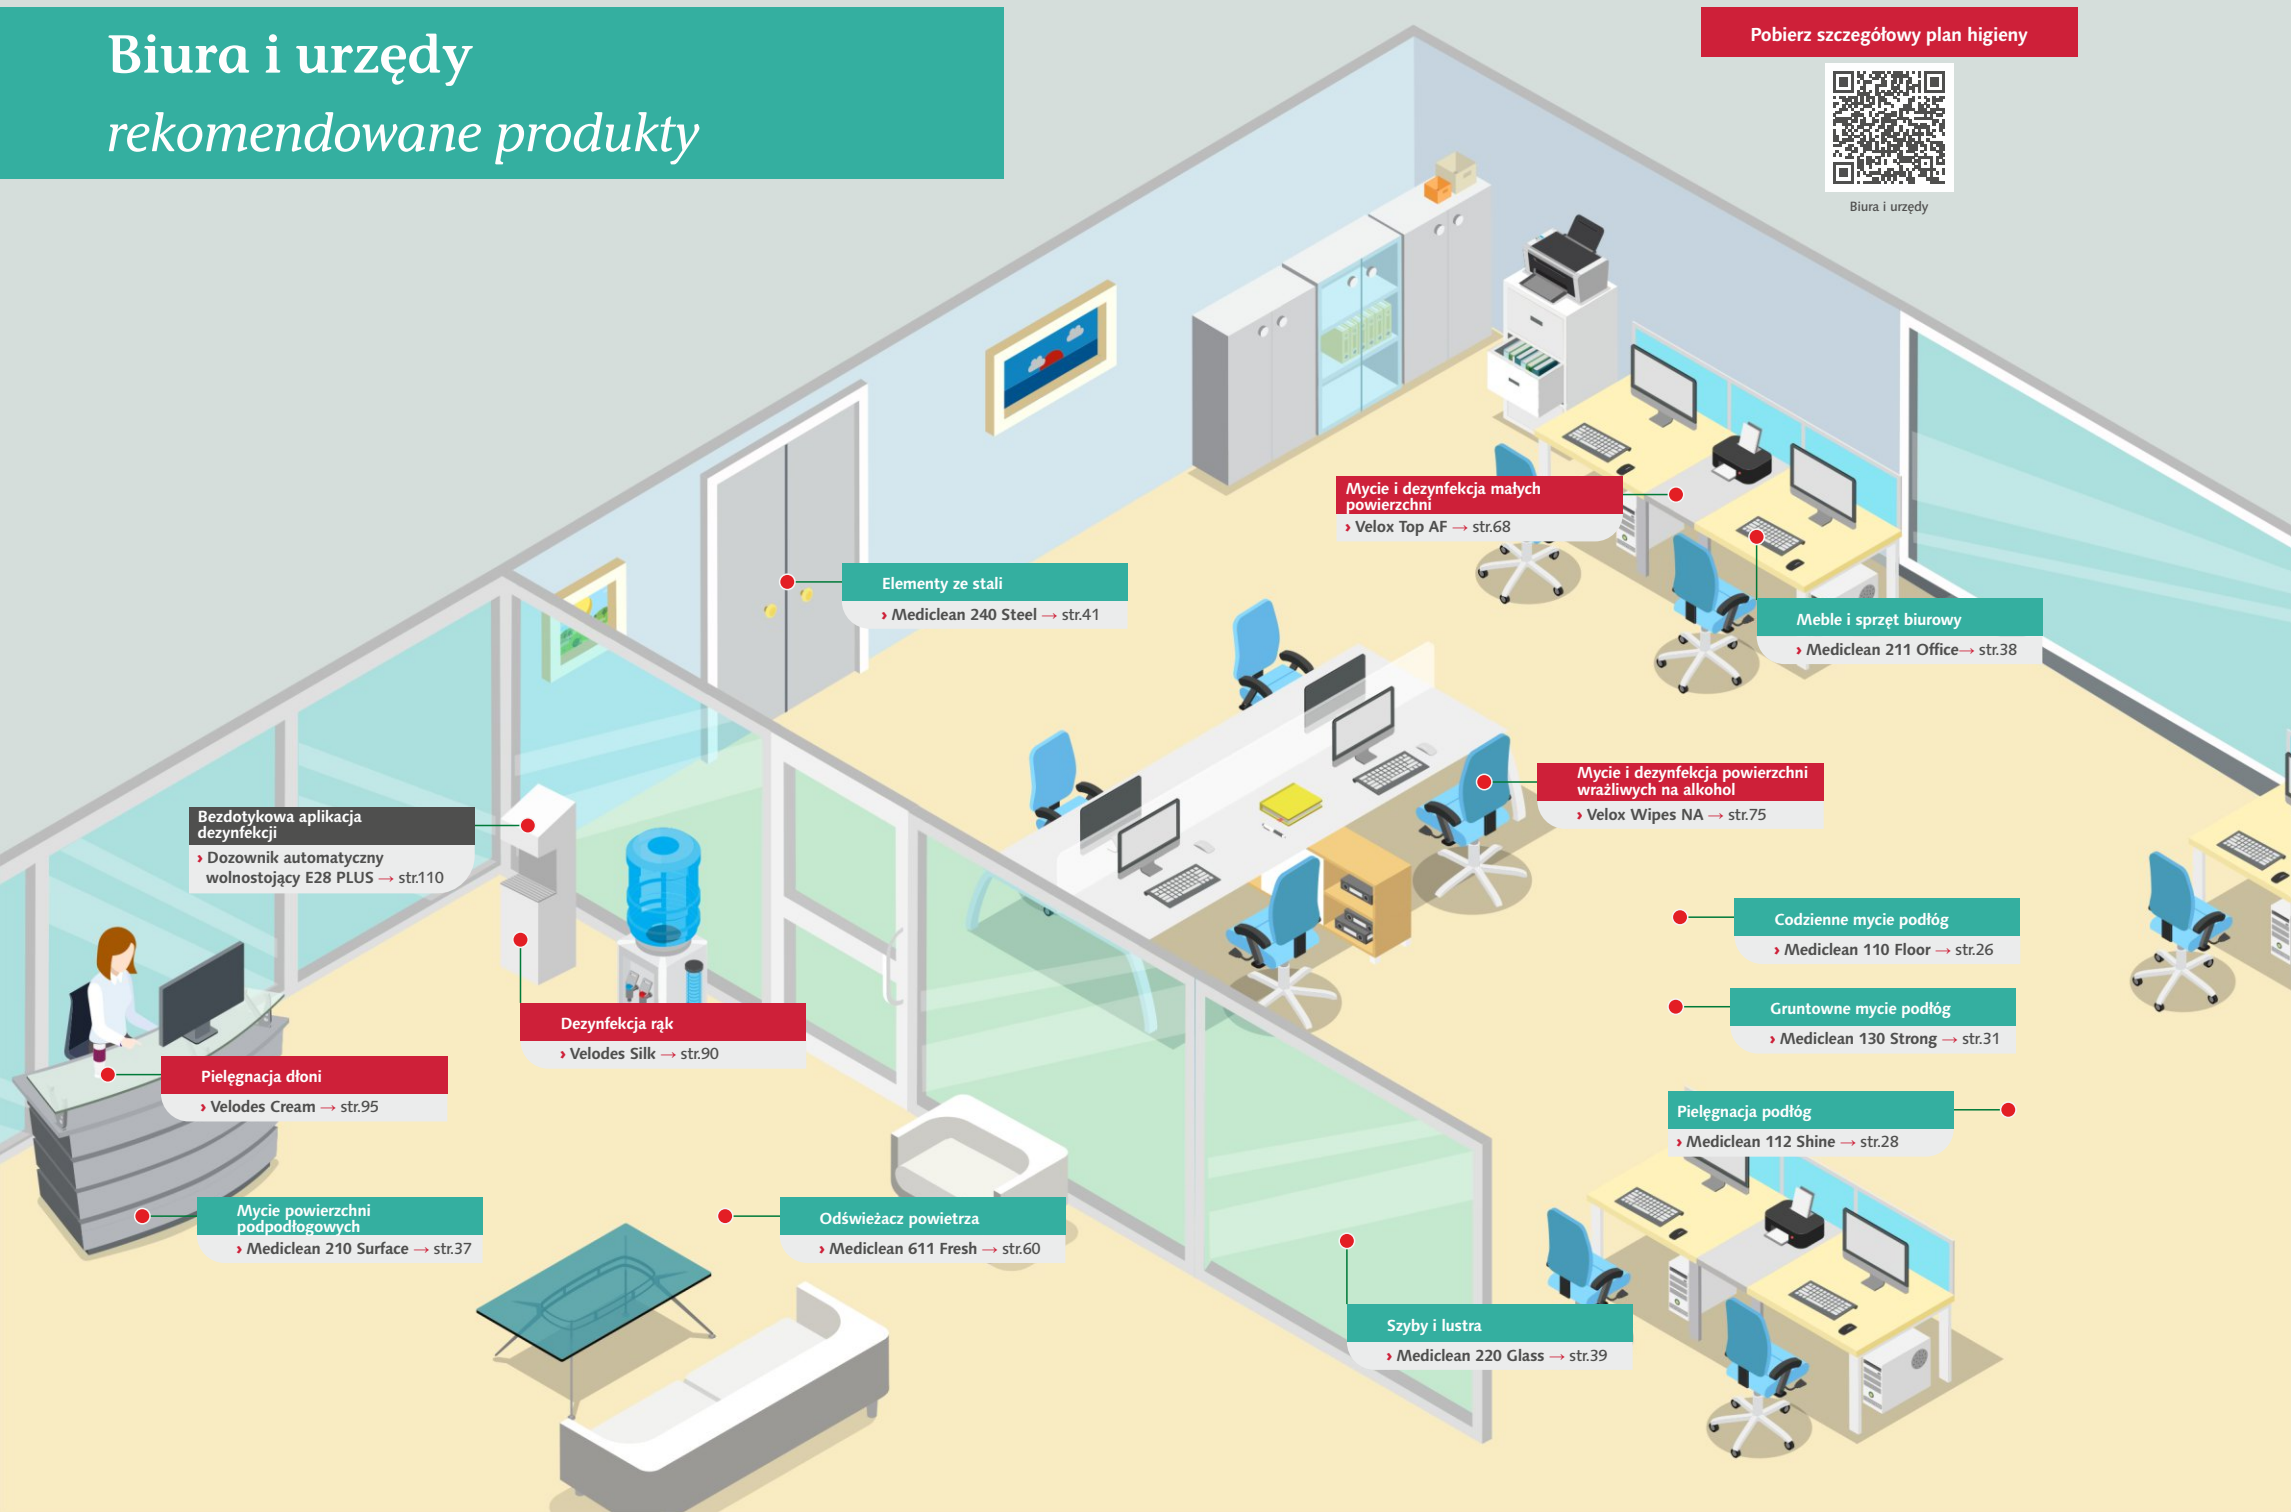 Biura i urzędy
rekomendowane produkty
Pobierz szczegółowy plan higieny
Biura i urzędy
Mycie i dezynfekcja małych
powierzchni
› Velox Top AF → str.68
Elementy ze stali
› Mediclean 240 Steel → str.41
Meble i sprzęt biurowy
› Mediclean 211 Office→ str.38
Mycie i dezynfekcja powierzchni
wrażliwych na alkohol
› Velox Wipes NA → str.75
Bezdotykowa aplikacja
dezynfekcji
› Dozownik automatyczny
wolnostojący E28 PLUS → str.110
Codzienne mycie podłóg
› Mediclean 110 Floor → str.26
Gruntowne mycie podłóg
› Mediclean 130 Strong → str.31
Dezynfekcja rąk
› Velodes Silk → str.90
Pielęgnacja dłoni
› Velodes Cream → str.95
Pielęgnacja podłóg
› Mediclean 112 Shine → str.28
Mycie powierzchni
podpodłogowych
› Mediclean 210 Surface → str.37
Odświeżacz powietrza
› Mediclean 611 Fresh → str.60
Szyby i lustra
› Mediclean 220 Glass → str.39